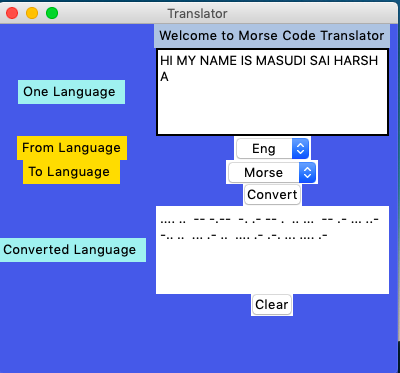 Translator
Welcome to Morse Code Translator
One Language
HI MY NAME IS MASUDI SAI HARSH
A
From Language
Eng
To Language
Morse
Convert
Converted Language
.... ..  -- -.--  -. .- -- .  .. ...  -- .- ... ..-
-.. ..  ... .- ..  .... .- .-. ... .... .-
Clear